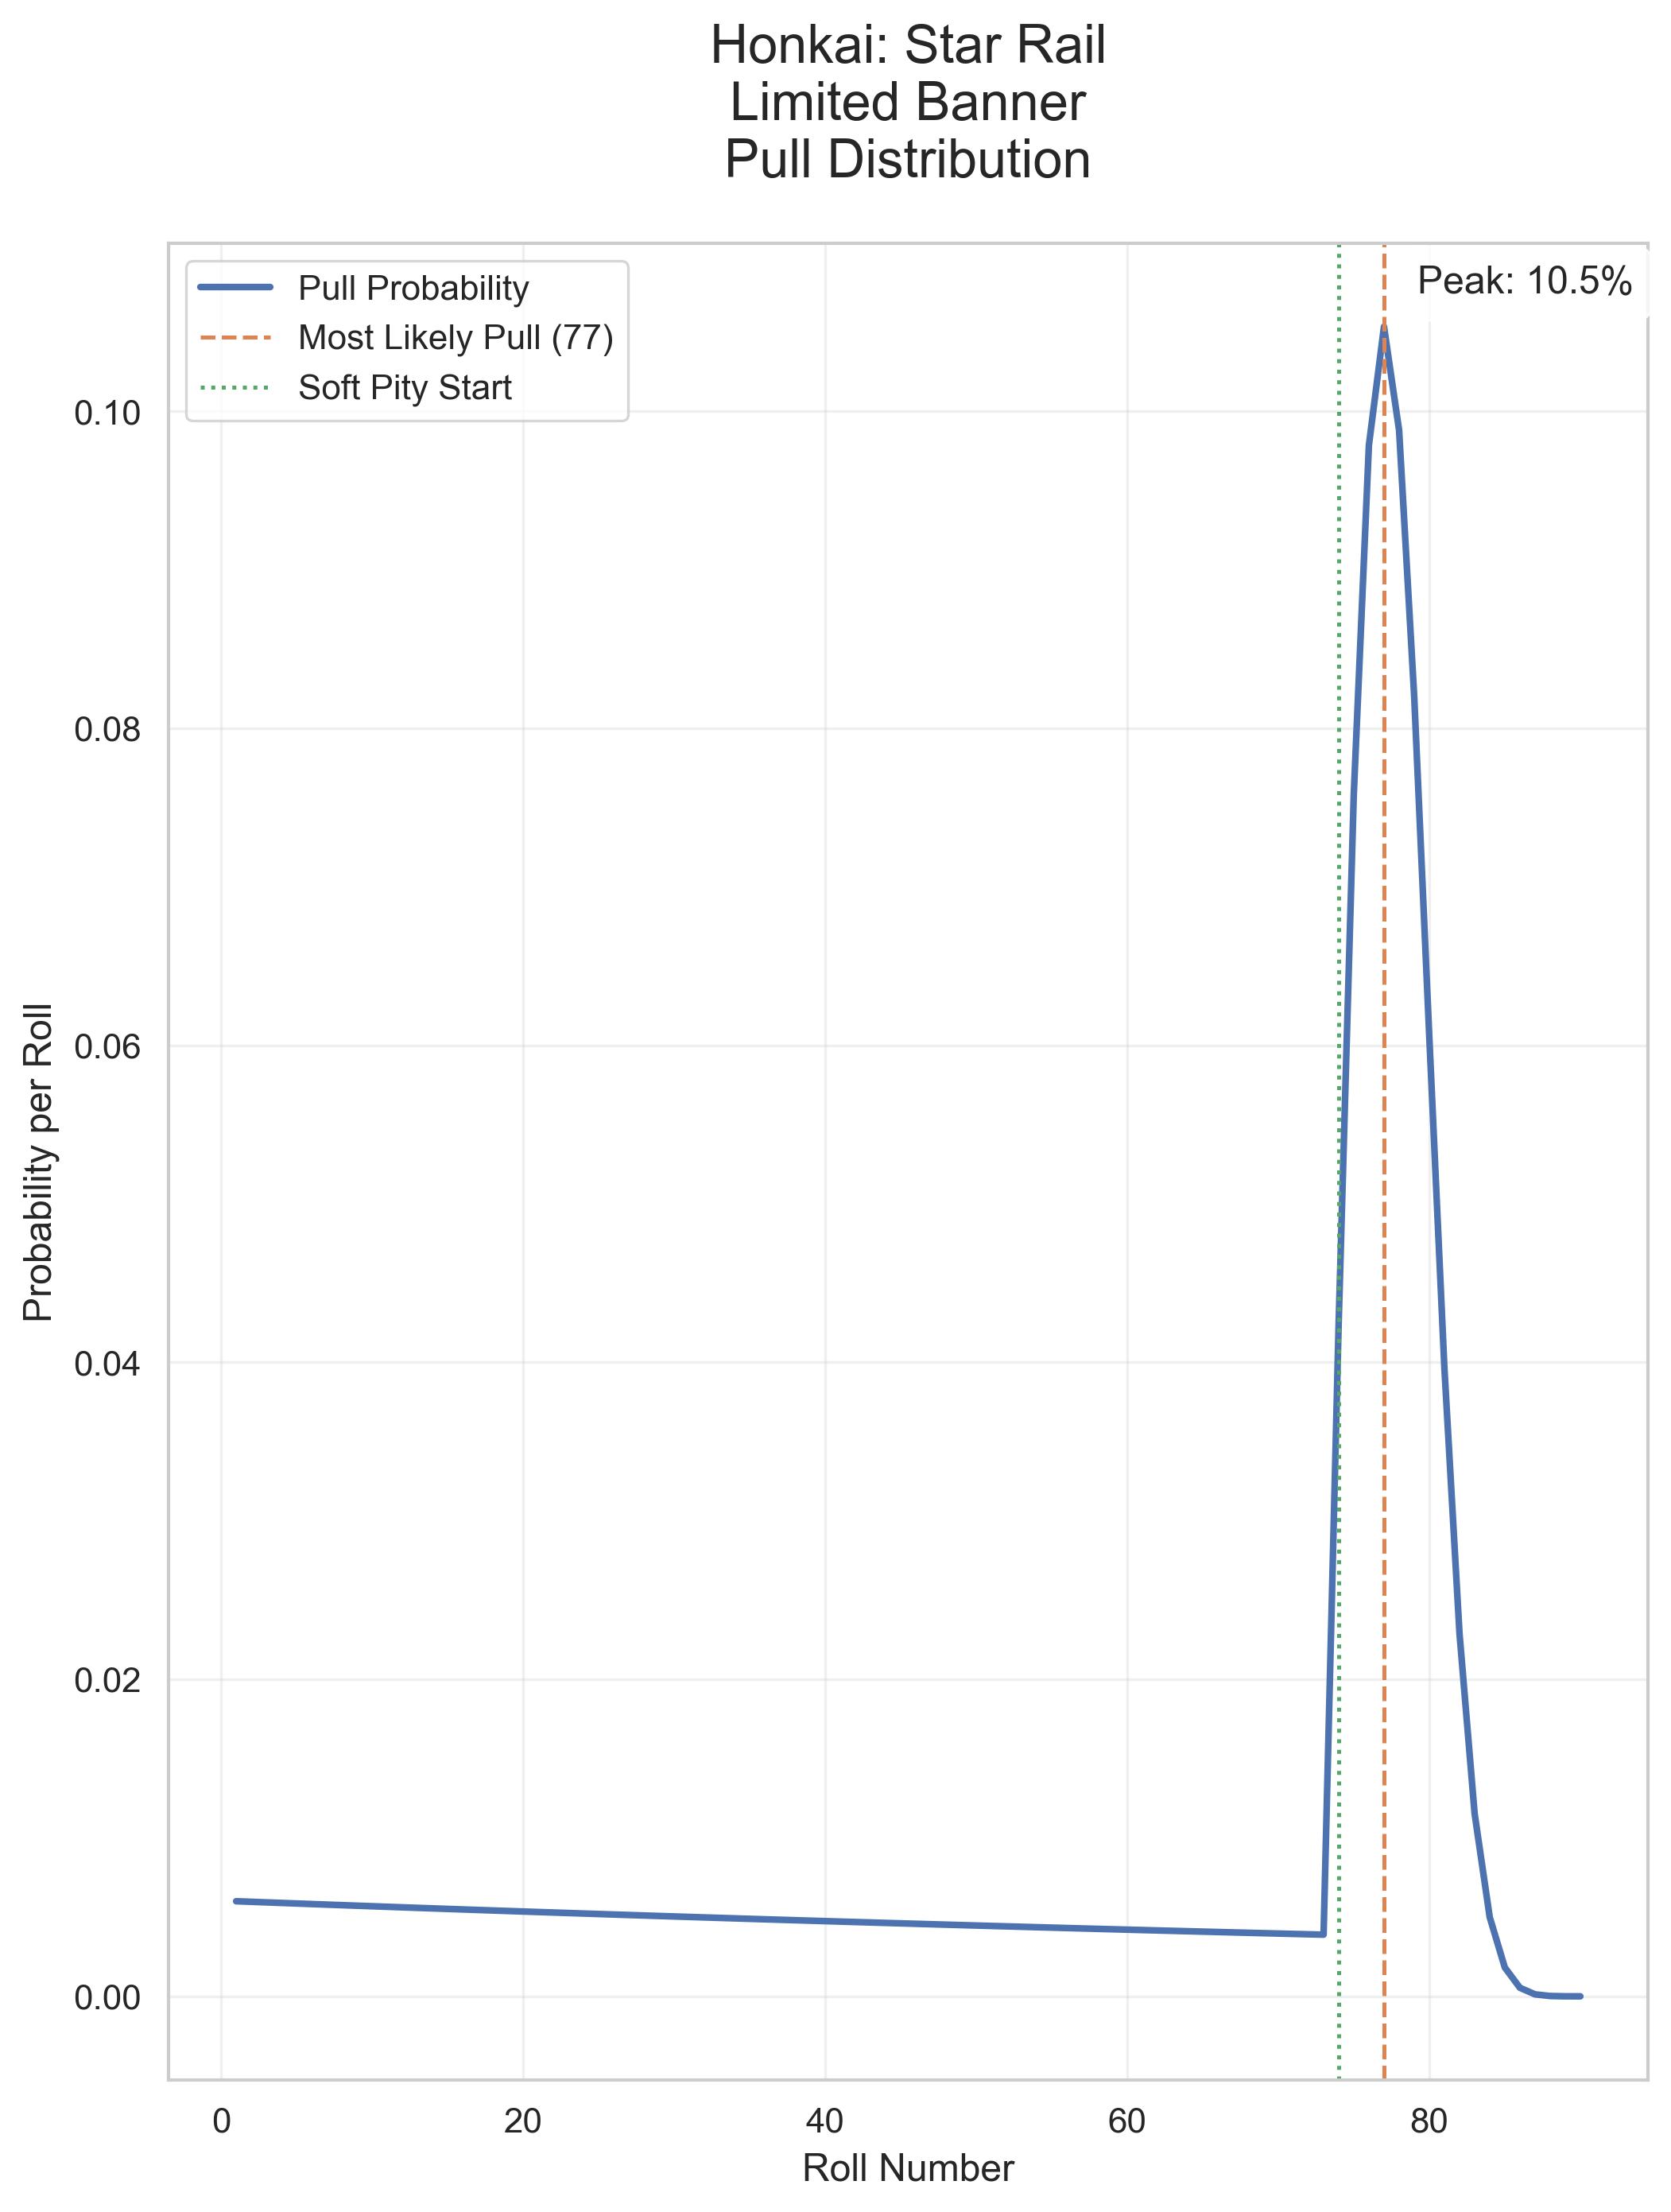 Honkai: Star Rail
Limited Banner
Pull Distribution
Pull Probability
Most Likely Pull (77)
Soft Pity Start
Peak: 10.5%
0.10
0.08
0.06
0.04
0.02
0.00
Probability per Roll
0
20
40
60
80
Roll Number